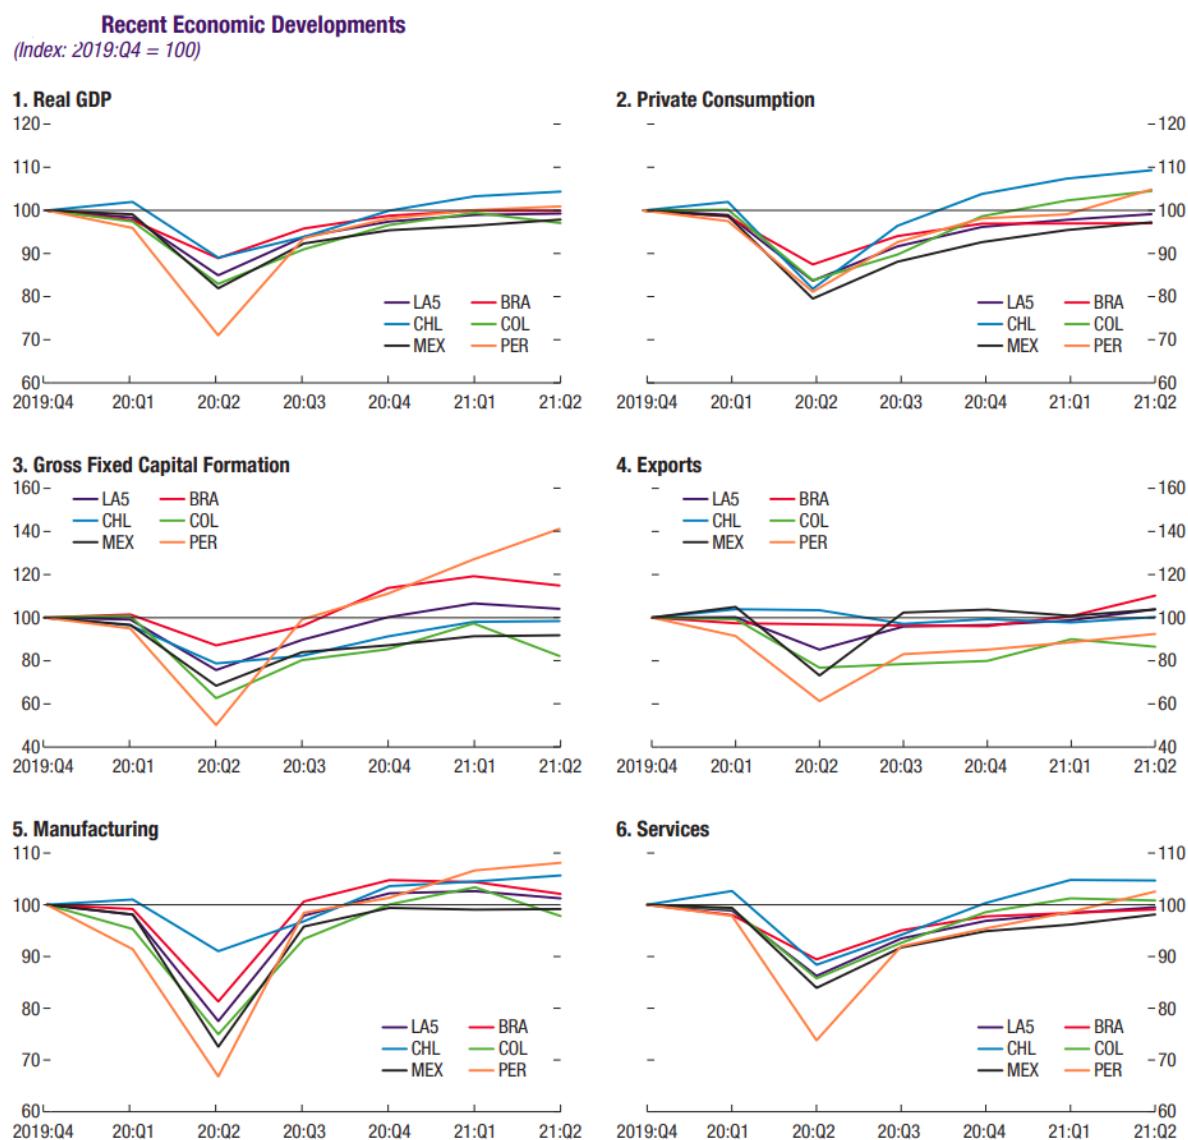 Recent Economic Developments
(Index: 2019:Q4 = 100)
1. Real GDP
120
110
100
90
80
70
60
LA5 BRA
CHL COL
MEX PER
2019:Q4 20:Q1 20:Q2 20:Q3 20:Q4 21:Q1 21:Q2
2. Private Consumption
120
110
100
90
80
70
60
LA5 BRA
CHL COL
MEX PER
2019:Q4 20:Q1 20:Q2 20:Q3 20:Q4 21:Q1 21:Q2
3. Gross Fixed Capital Formation
160
140
120
100
80
60
40
LA5 BRA
CHL COL
MEX PER
2019:Q4 20:Q1 20:Q2 20:Q3 20:Q4 21:Q1 21:Q2
4. Exports
160
140
120
100
80
60
40
LA5 BRA
CHL COL
MEX PER
2019:Q4 20:Q1 20:Q2 20:Q3 20:Q4 21:Q1 21:Q2
5. Manufacturing
110
100
90
80
70
60
LA5 BRA
CHL COL
MEX PER
2019:Q4 20:Q1 20:Q2 20:Q3 20:Q4 21:Q1 21:Q2
6. Services
110
100
90
80
70
60
LA5 BRA
CHL COL
MEX PER
2019:Q4 20:Q1 20:Q2 20:Q3 20:Q4 21:Q1 21:Q2